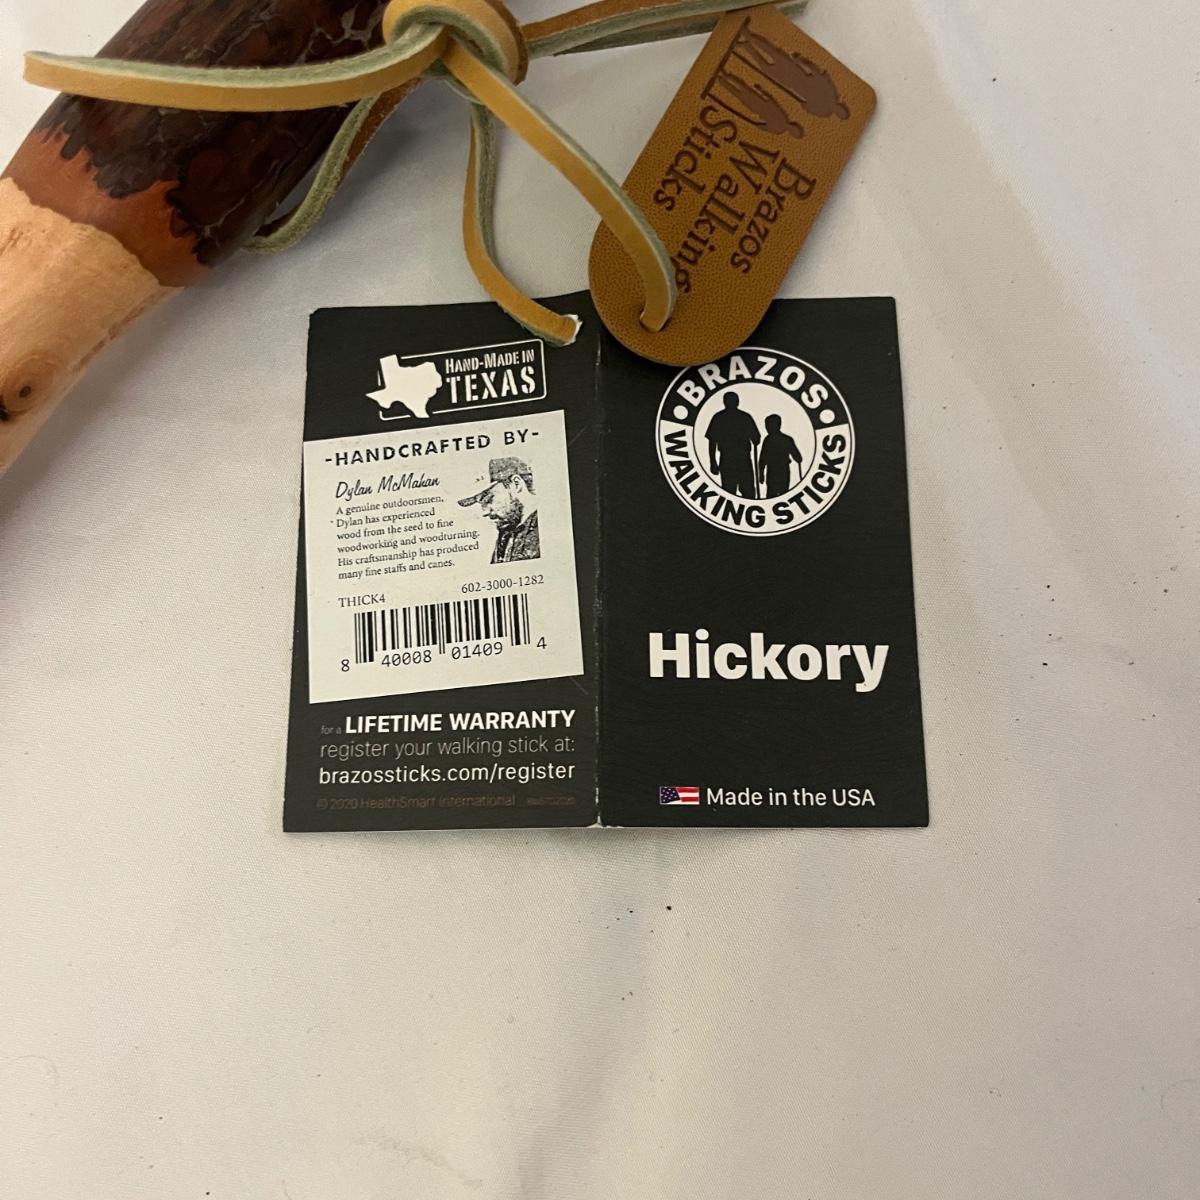 Brazos
Walking
Sticks
HAND-MADE IN
TEXAS
-HANDCRAFTED BY-
Dylan McMahan
A genuine outdoorsmen,
Dylan has experienced
wood from the seed to fine
woodworking and woodturning.
His craftsmanship has produced
many fine staffs and canes.
THICK4 602-3000-1282
8 40008 01409 4
for a LIFETIME WARRANTY
register your walking stick at:
brazossticks.com/register
© 2020 HealthSmart International
BRAZOS
WALKING STICKS
Hickory
Made in the USA